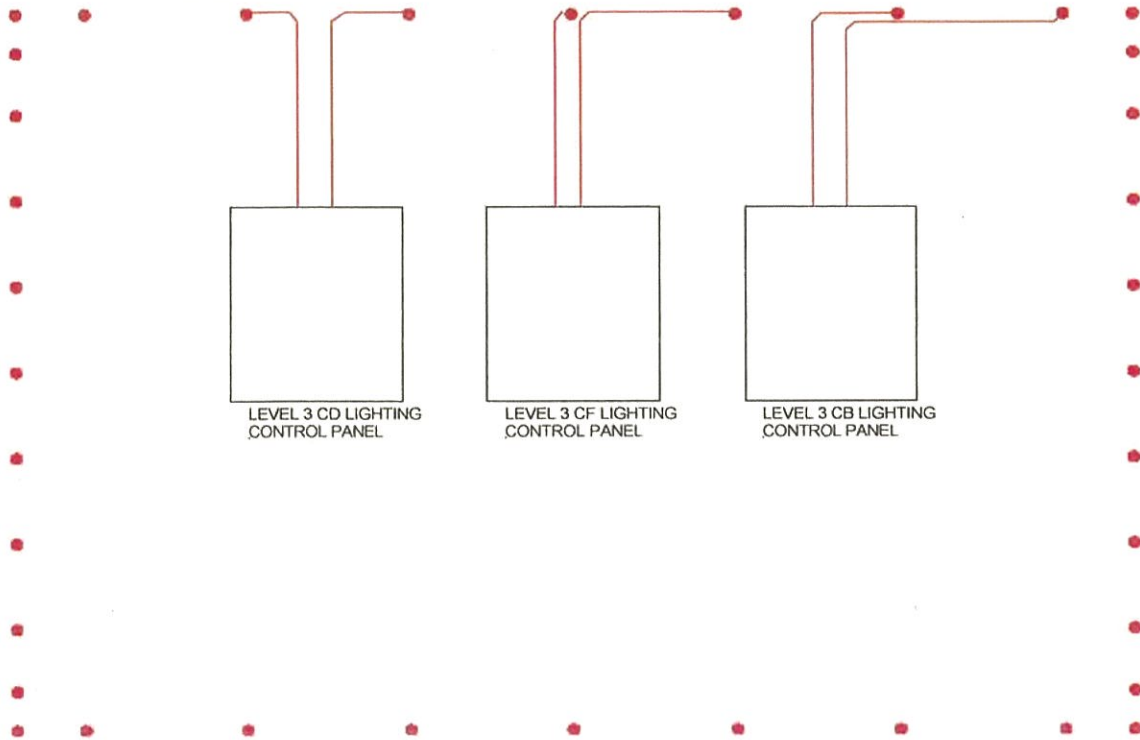 LEVEL 3 CD LIGHTING
CONTROL PANEL
LEVEL 3 CF LIGHTING
CONTROL PANEL
LEVEL 3 CB LIGHTING
CONTROL PANEL